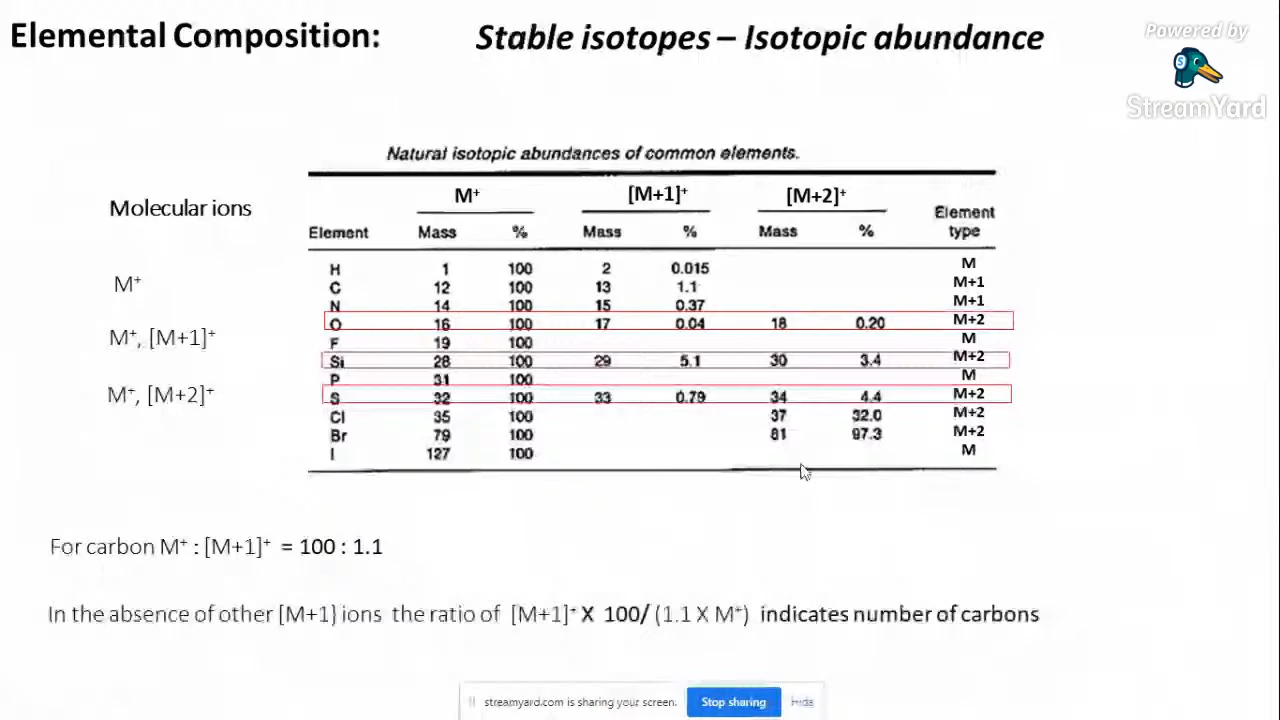 Elemental Composition: Stable isotopes – Isotopic abundance
Powered by
StreamYard
Natural isotopic abundances of common elements.
Molecular ions
M⁺ [M+1]⁺ [M+2]⁺
Element Mass % Mass % Mass % Element type
H 1 100 2 0.015 M
C 12 100 13 1.1 M+1
N 14 100 15 0.37 M+1
O 16 100 17 0.04 18 0.20 M+2
F 19 100 M
Si 28 100 29 5.1 30 3.4 M+2
P 31 100 M
S 32 100 33 0.79 34 4.4 M+2
Cl 35 100 37 32.0 M+2
Br 79 100 81 97.3 M+2
I 127 100 M
M⁺
M⁺, [M+1]⁺
M⁺, [M+2]⁺
For carbon M⁺ : [M+1]⁺ = 100 : 1.1
In the absence of other [M+1} ions the ratio of [M+1]⁺ X 100/ (1.1 X M⁺) indicates number of carbons
streamyard.com is sharing your screen. Stop sharing Hide